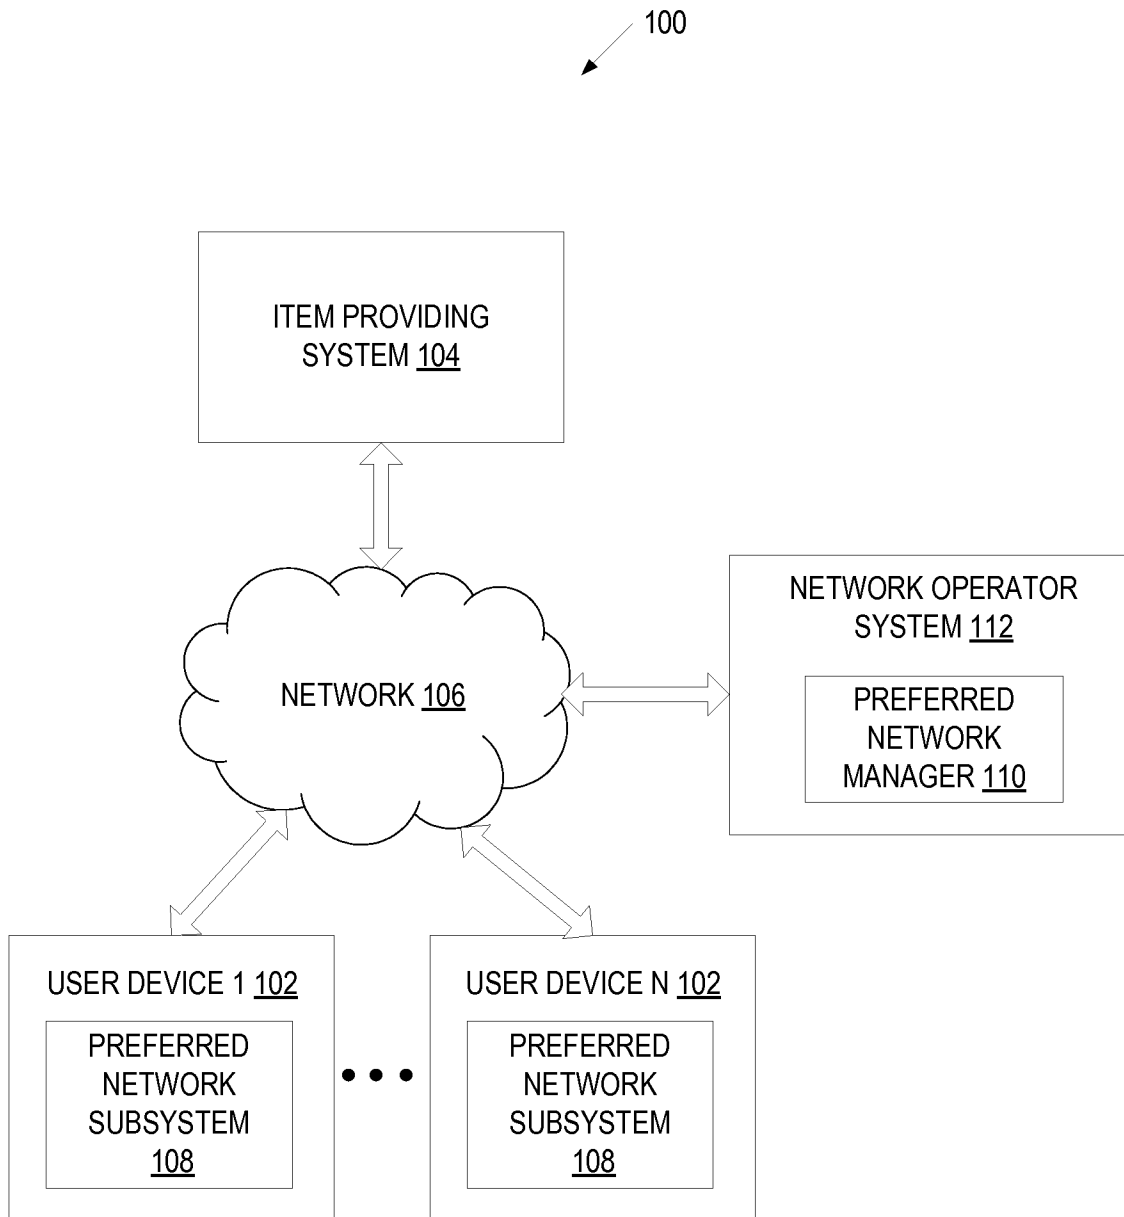 100
ITEM PROVIDING
SYSTEM 104
NETWORK 106
NETWORK OPERATOR
SYSTEM 112
PREFERRED
NETWORK
MANAGER 110
USER DEVICE 1 102
PREFERRED
NETWORK
SUBSYSTEM
108
USER DEVICE N 102
PREFERRED
NETWORK
SUBSYSTEM
108